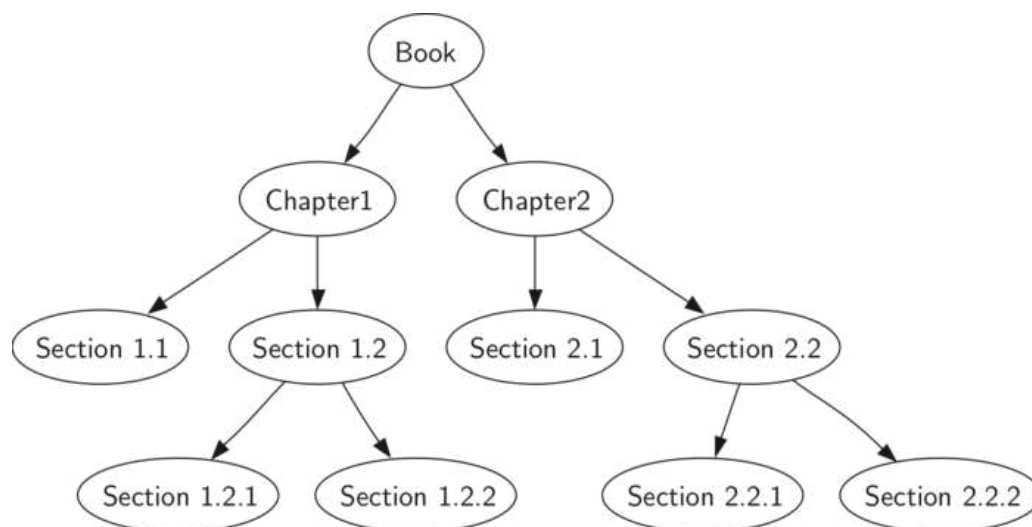 Book
Chapter1
Chapter2
Section 1.1
Section 1.2
Section 2.1
Section 2.2
Section 1.2.1
Section 1.2.2
Section 2.2.1
Section 2.2.2